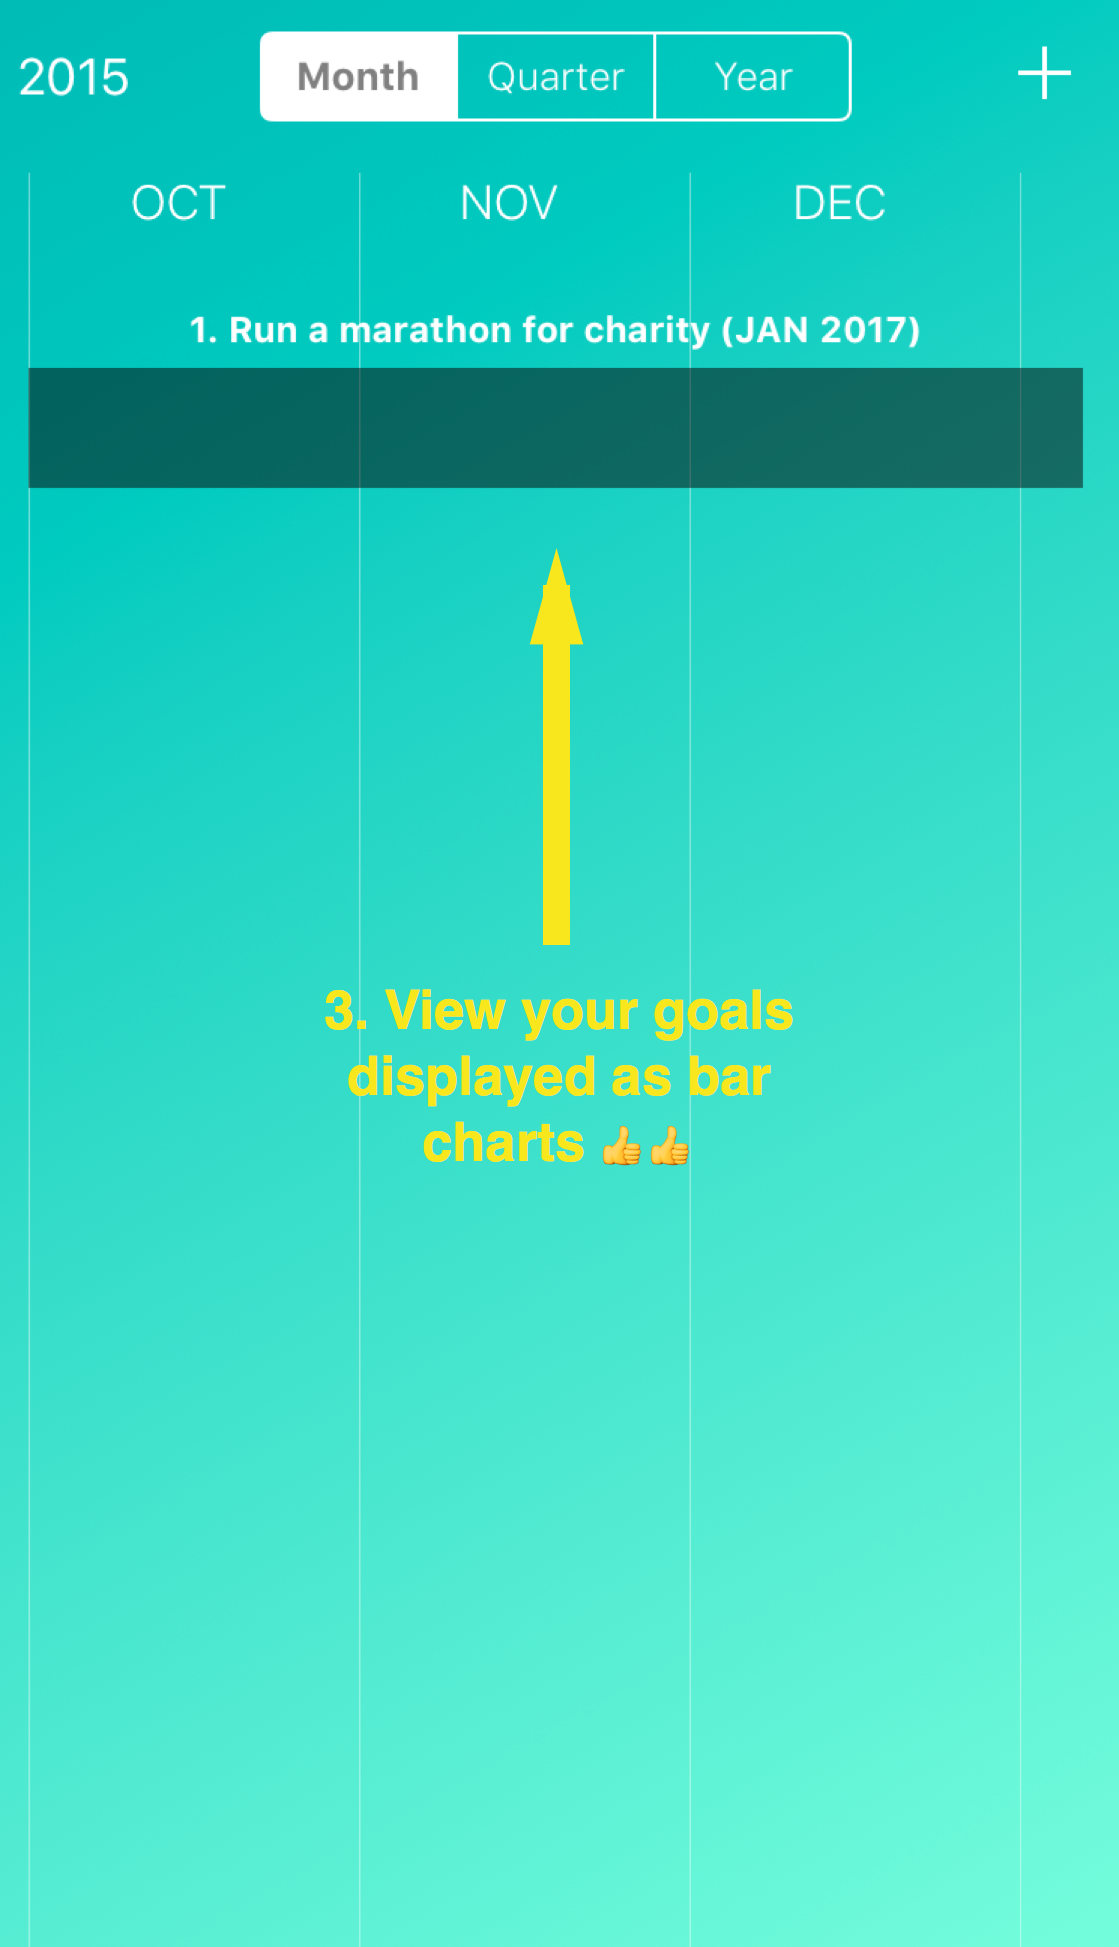 2015 Month Quarter Year +
OCT NOV DEC
1. Run a marathon for charity (JAN 2017)
3. View your goals
displayed as bar
charts 👍👍